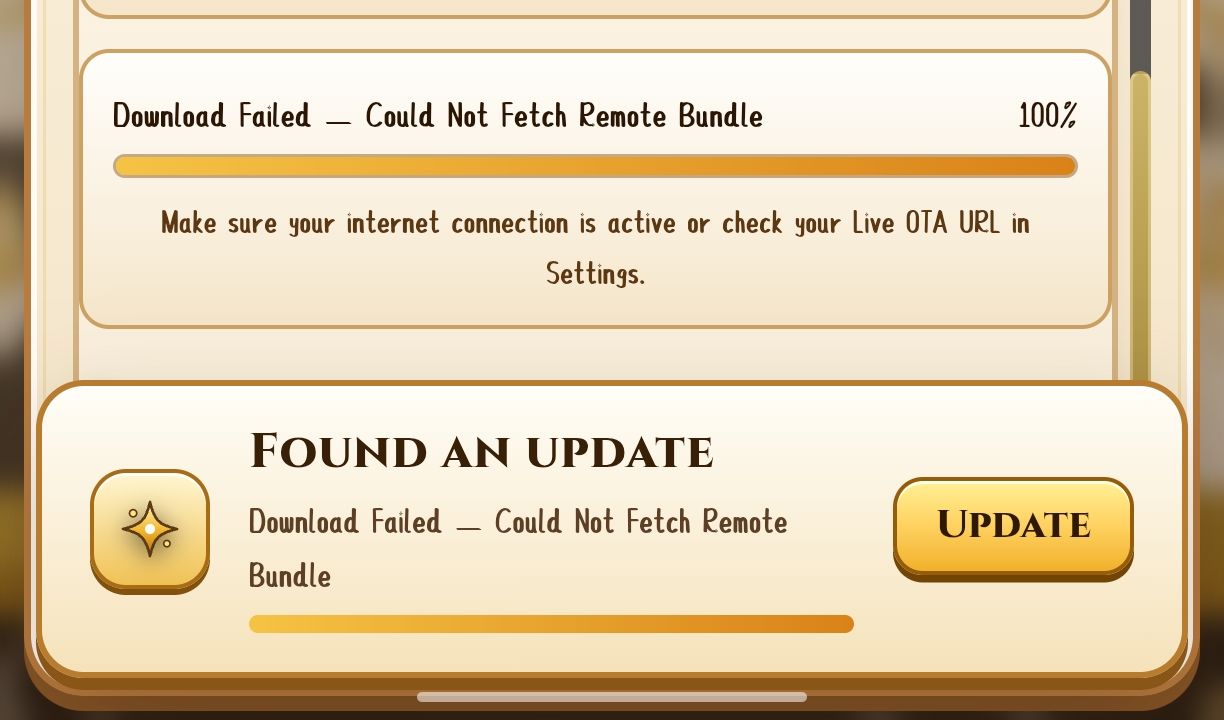 Download Failed — Could Not Fetch Remote Bundle 100%
Make sure your internet connection is active or check your Live OTA URL in
Settings.
Found an update
Download Failed — Could Not Fetch Remote
Bundle
Update